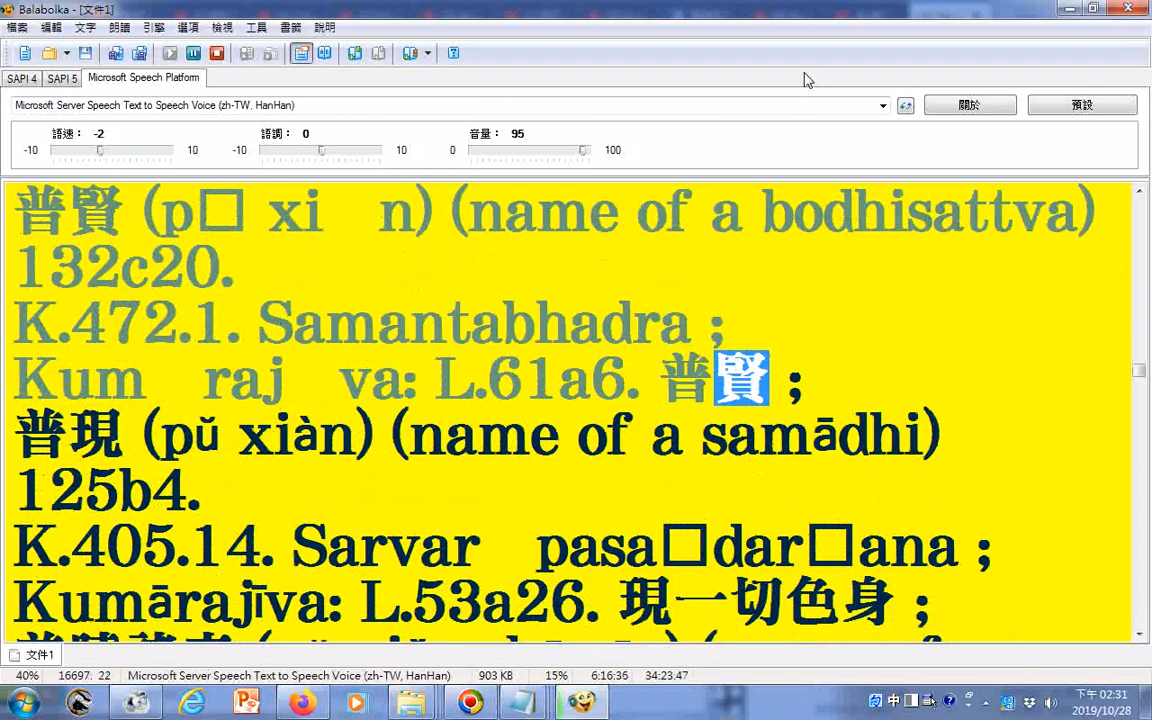 Balabolka - [文件1]
檔案 編輯 文字 朗讀 引擎 選項 檢視 工具 書籤 說明
SAPI 4 SAPI 5 Microsoft Speech Platform
Microsoft Server Speech Text to Speech Voice (zh-TW, HanHan) 關於 預設
語速： -2 語調： 0 音量： 95
-10 10 -10 10 0 100
普賢 (p□ xi n) (name of a bodhisattva)
132c20.
K.472.1. Samantabhadra ;
Kum raj va: L.61a6. 普賢 ;
普現 (pŭ xiàn) (name of a samādhi)
125b4.
K.405.14. Sarvar pasa□dar□ana ;
Kumārajīva: L.53a26. 現一切色身 ;
文件1
40% 16697: 22 Microsoft Server Speech Text to Speech Voice (zh-TW, HanHan) 903 KB 15% 6:16:36 34:23.47
中 下午 02:31
2019/10/28